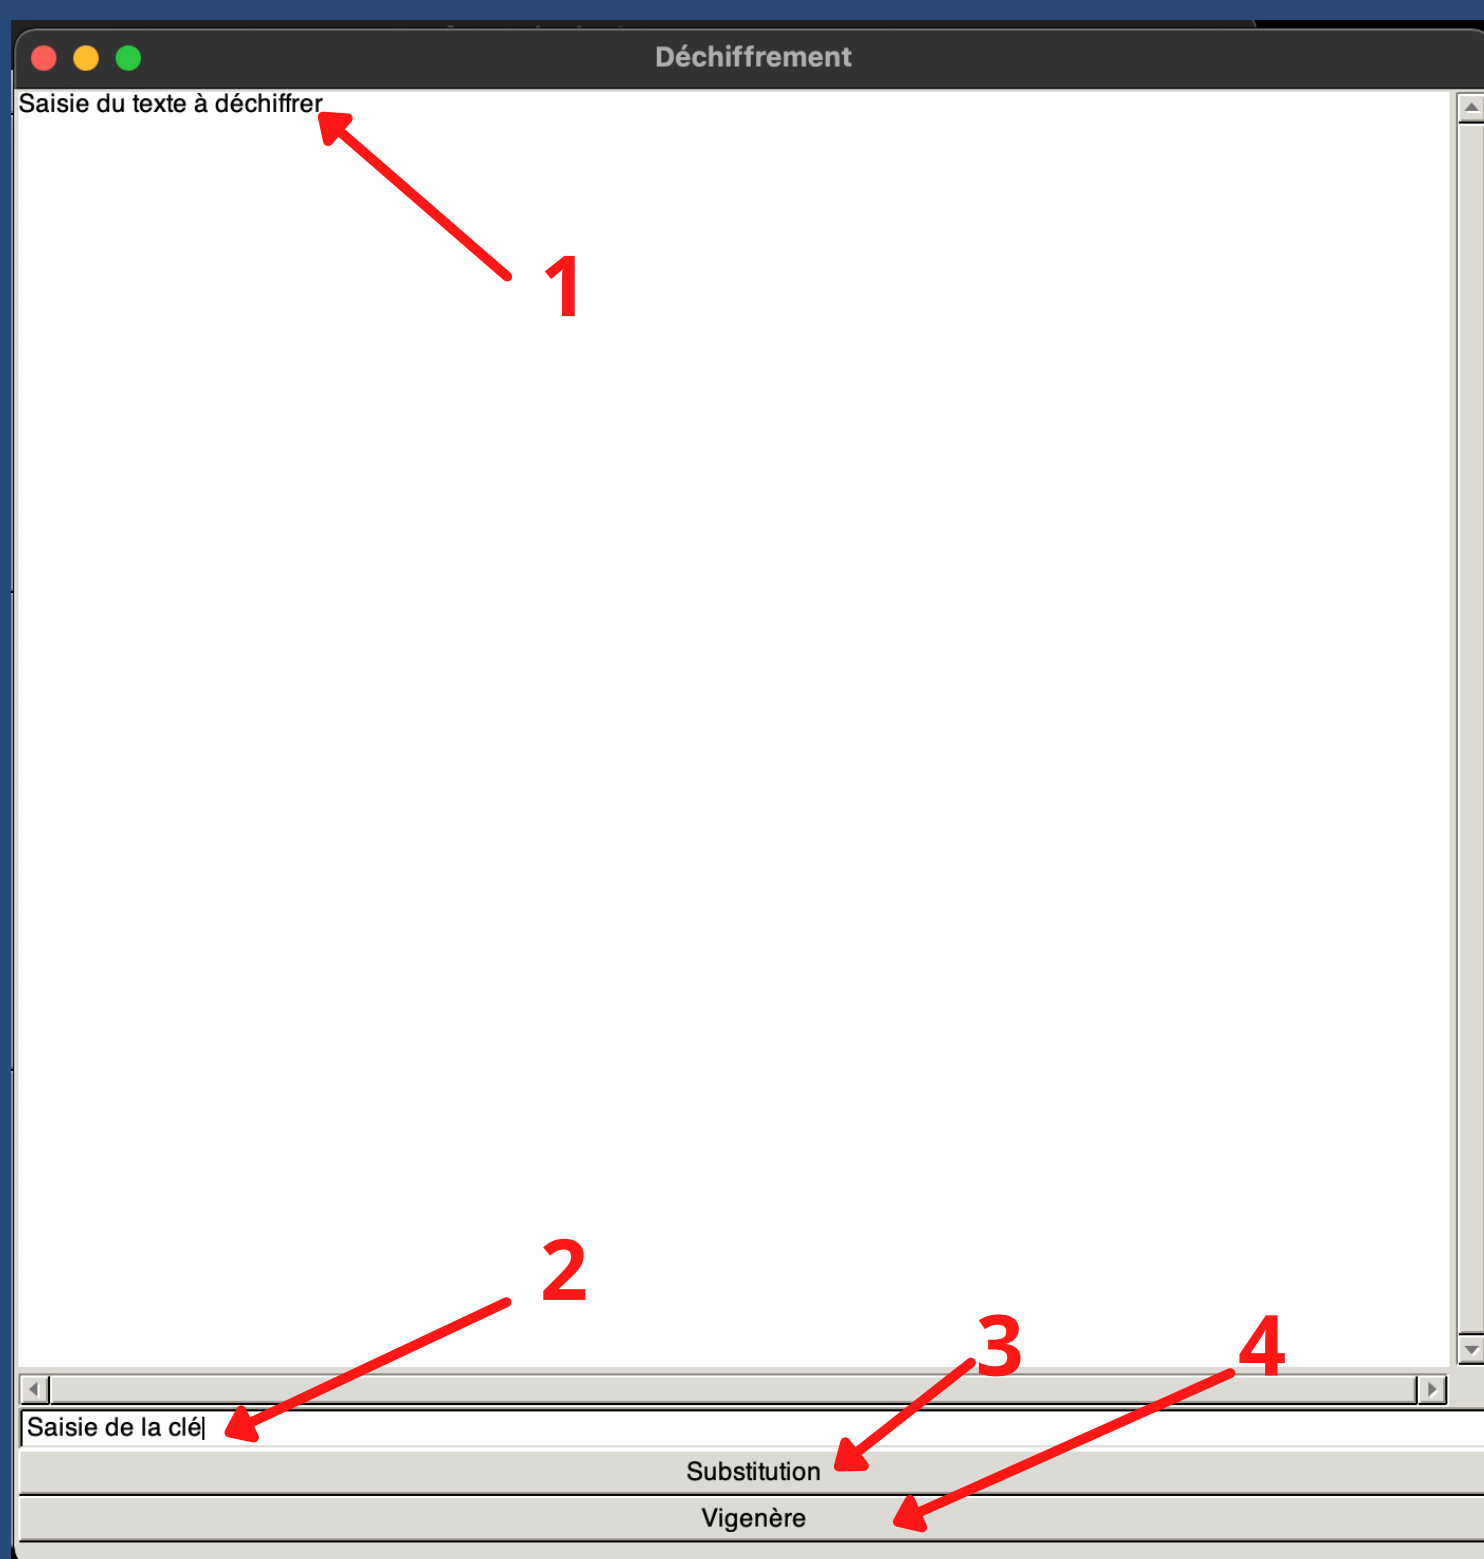 Déchiffrement
Saisie du texte à déchiffrer
1
2
3
4
Saisie de la clé
Substitution
Vigenère